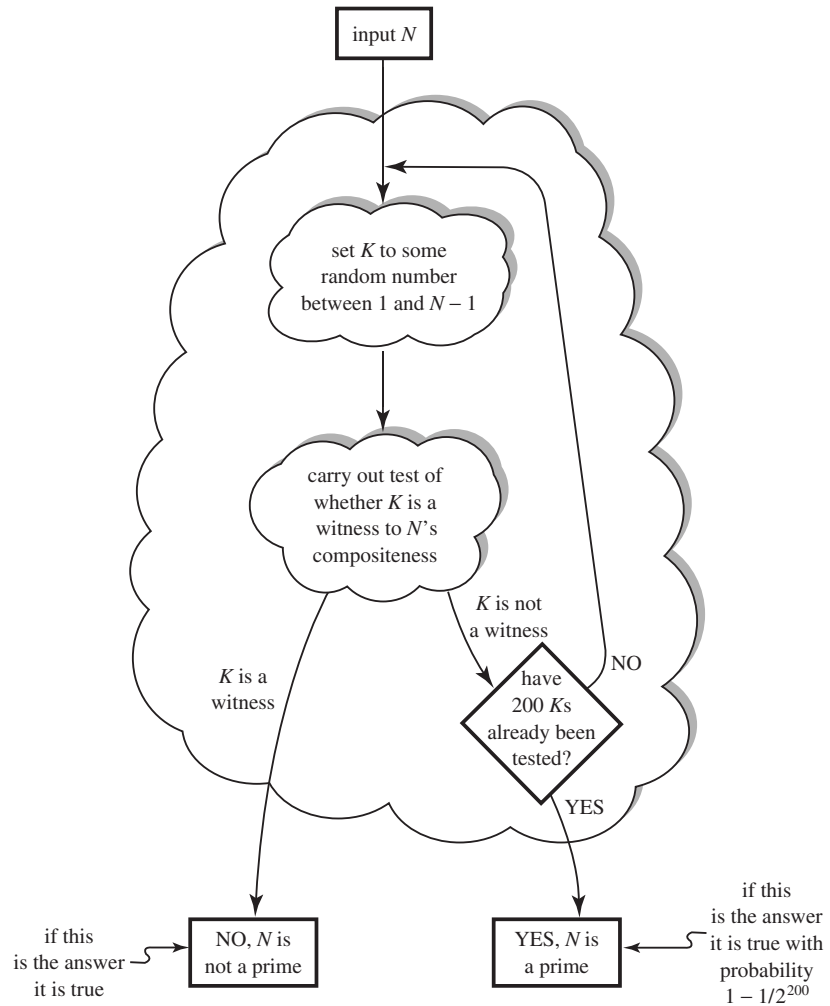 input N
set K to some
random number
between 1 and N – 1
carry out test of
whether K is a
witness to N’s
compositeness
K is not
a witness
K is a
witness
NO
have
200 Ks
already been
tested?
YES
if this
is the answer
it is true
NO, N is
not a prime
YES, N is
a prime
if this
is the answer
it is true with
probability
1 – 1/2²⁰⁰